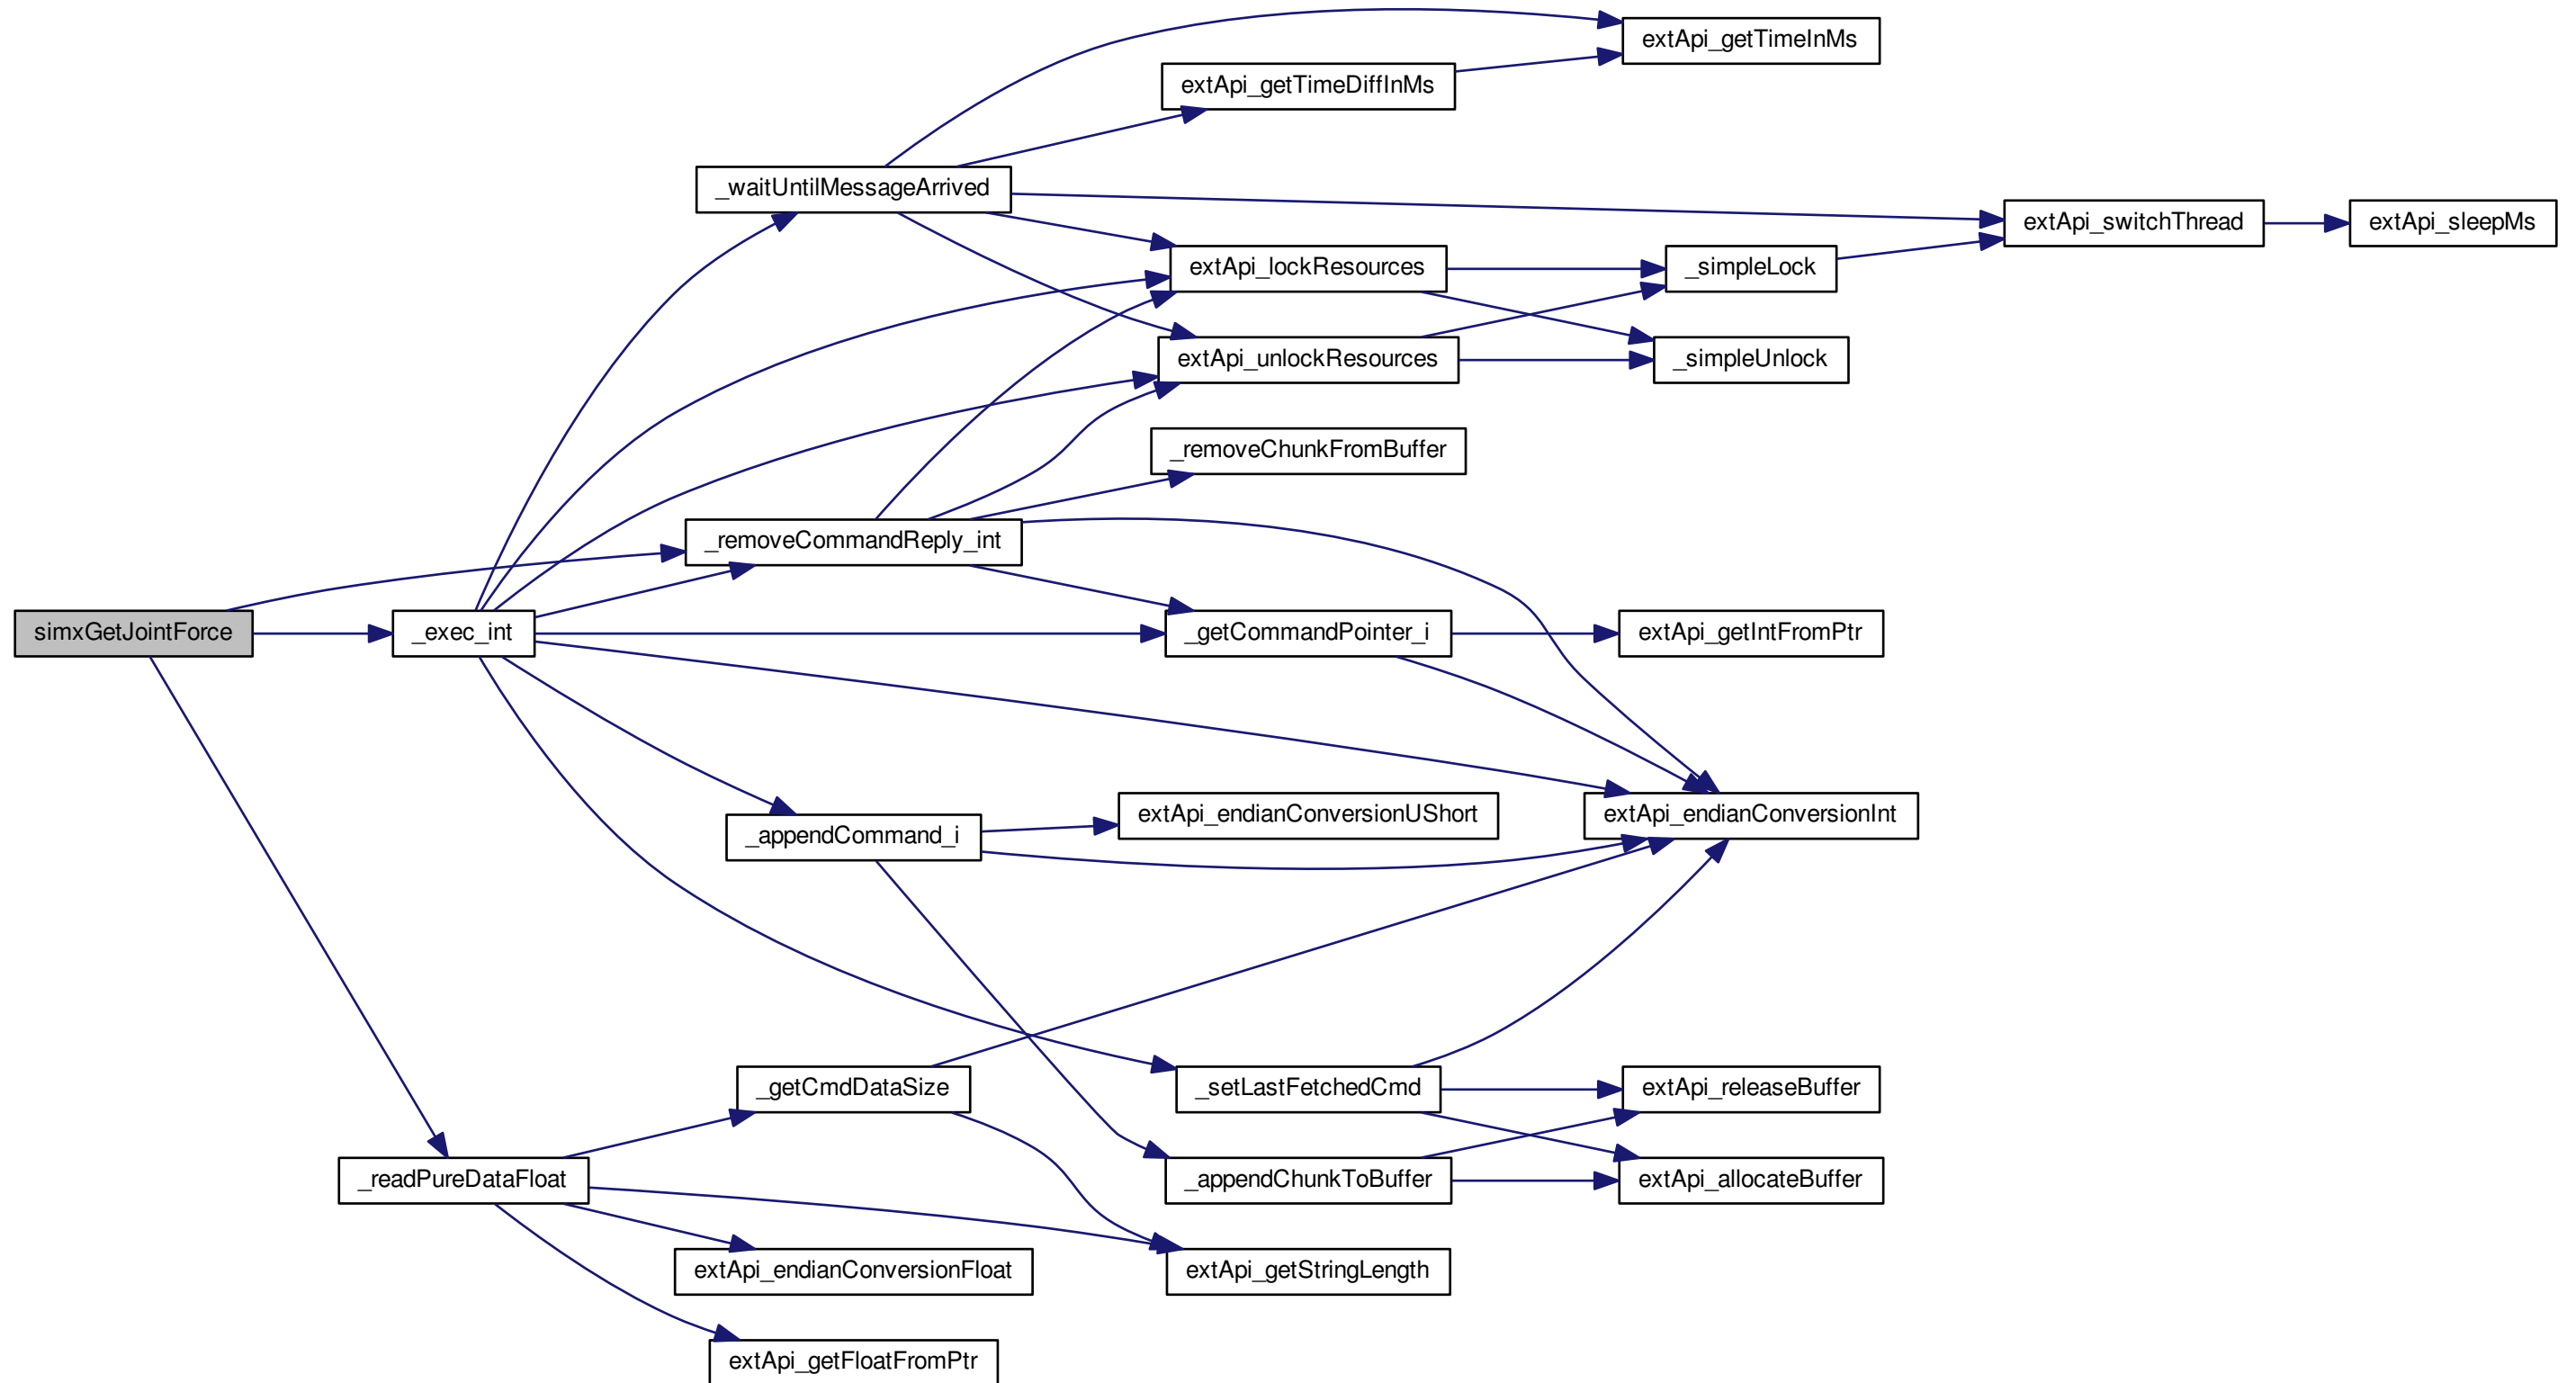 extApi_getTimeInMs
extApi_getTimeDiffInMs
_waitUntilMessageArrived
extApi_switchThread
extApi_sleepMs
extApi_lockResources
_simpleLock
extApi_unlockResources
_simpleUnlock
_removeChunkFromBuffer
_removeCommandReply_int
simxGetJointForce
_exec_int
_getCommandPointer_i
extApi_getIntFromPtr
extApi_endianConversionUShort
extApi_endianConversionInt
_appendCommand_i
_getCmdDataSize
_setLastFetchedCmd
extApi_releaseBuffer
_readPureDataFloat
_appendChunkToBuffer
extApi_allocateBuffer
extApi_endianConversionFloat
extApi_getStringLength
extApi_getFloatFromPtr